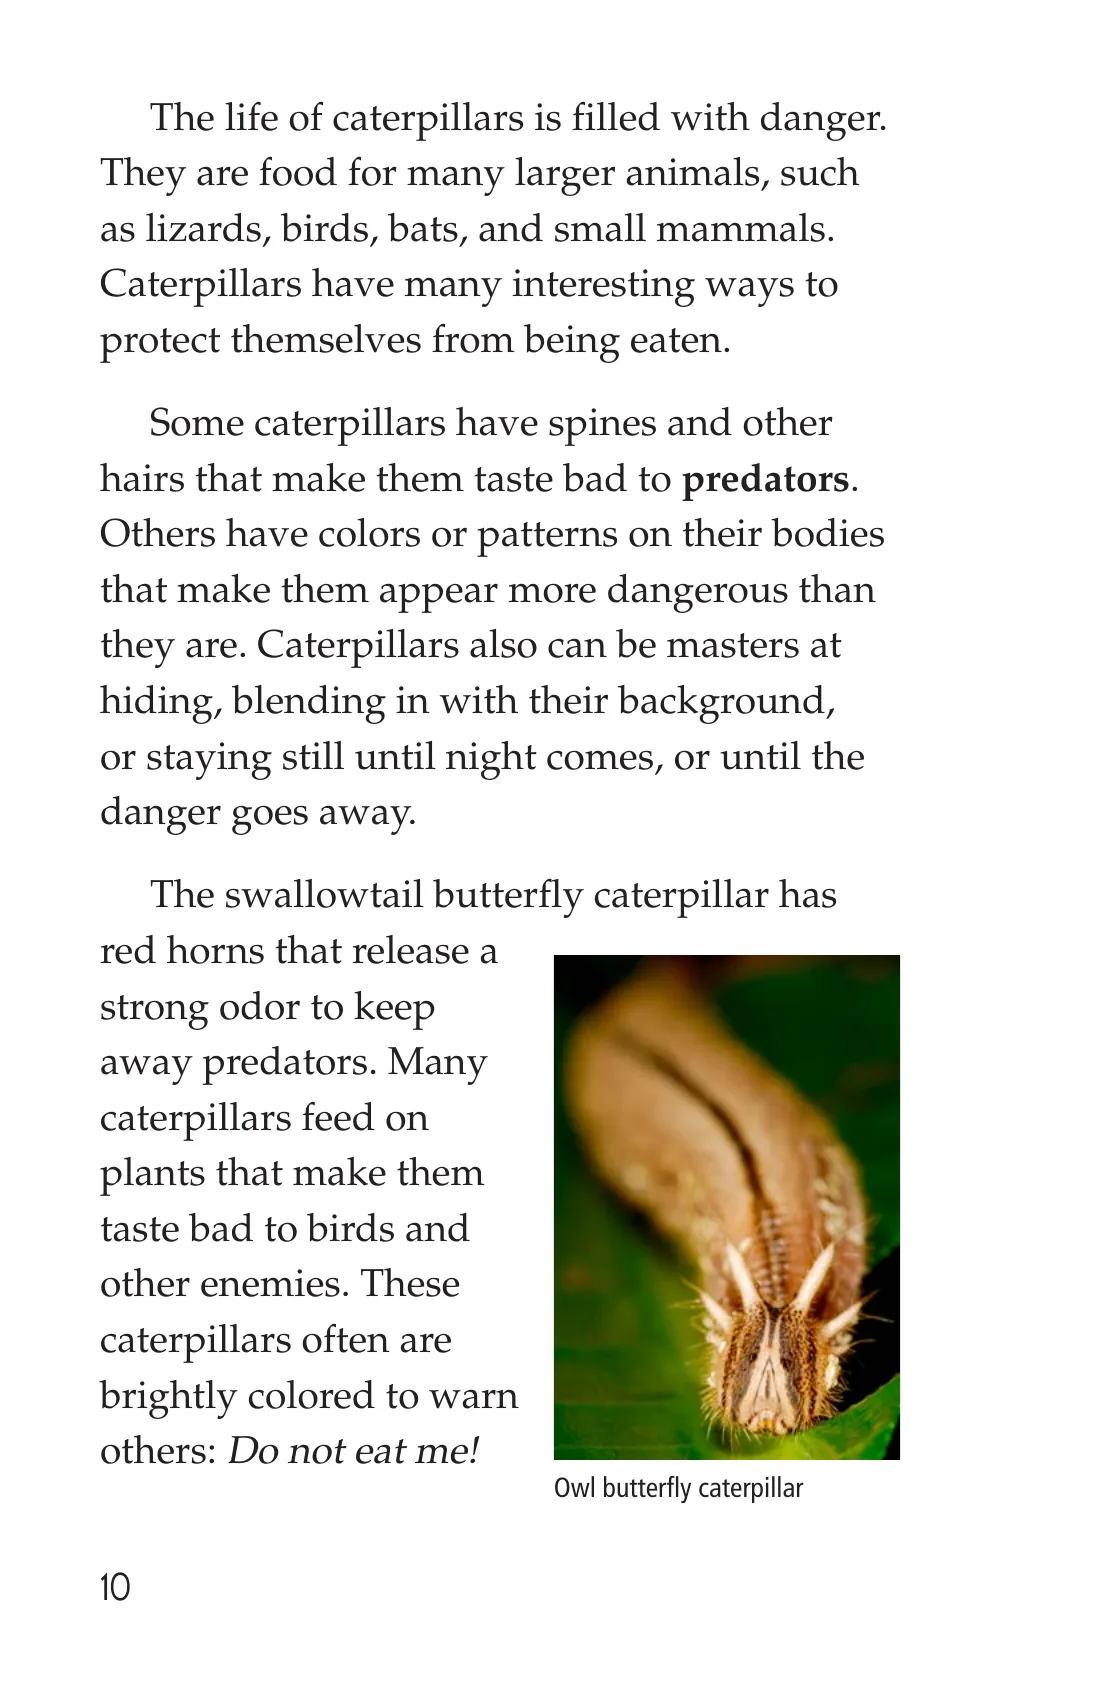 The life of caterpillars is filled with danger.
They are food for many larger animals, such
as lizards, birds, bats, and small mammals.
Caterpillars have many interesting ways to
protect themselves from being eaten.
Some caterpillars have spines and other
hairs that make them taste bad to predators.
Others have colors or patterns on their bodies
that make them appear more dangerous than
they are. Caterpillars also can be masters at
hiding, blending in with their background,
or staying still until night comes, or until the
danger goes away.
The swallowtail butterfly caterpillar has
red horns that release a
strong odor to keep
away predators. Many
caterpillars feed on
plants that make them
taste bad to birds and
other enemies. These
caterpillars often are
brightly colored to warn
others: Do not eat me!
Owl butterfly caterpillar
10